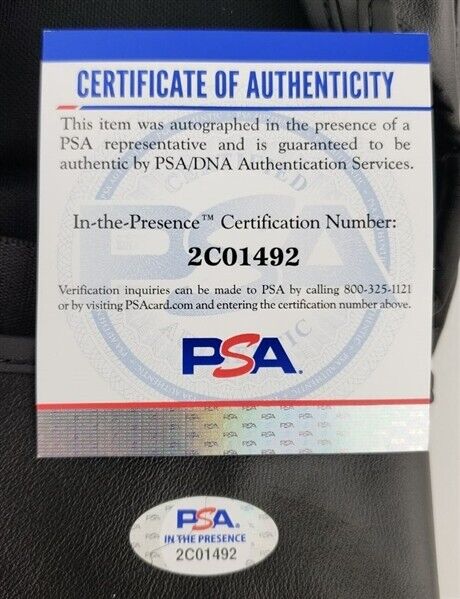 CERTIFICATE OF AUTHENTICITY
This item was autographed in the presence of a
PSA representative and is guaranteed to be
authentic by PSA/DNA Authentication Services.
In-the-Presence™ Certification Number:
2C01492
Verification inquiries can be made to PSA by calling 800-325-1121
or by visiting PSAcard.com and entering the certification number above.
PSA.
PSA.
IN THE PRESENCE
2C01492